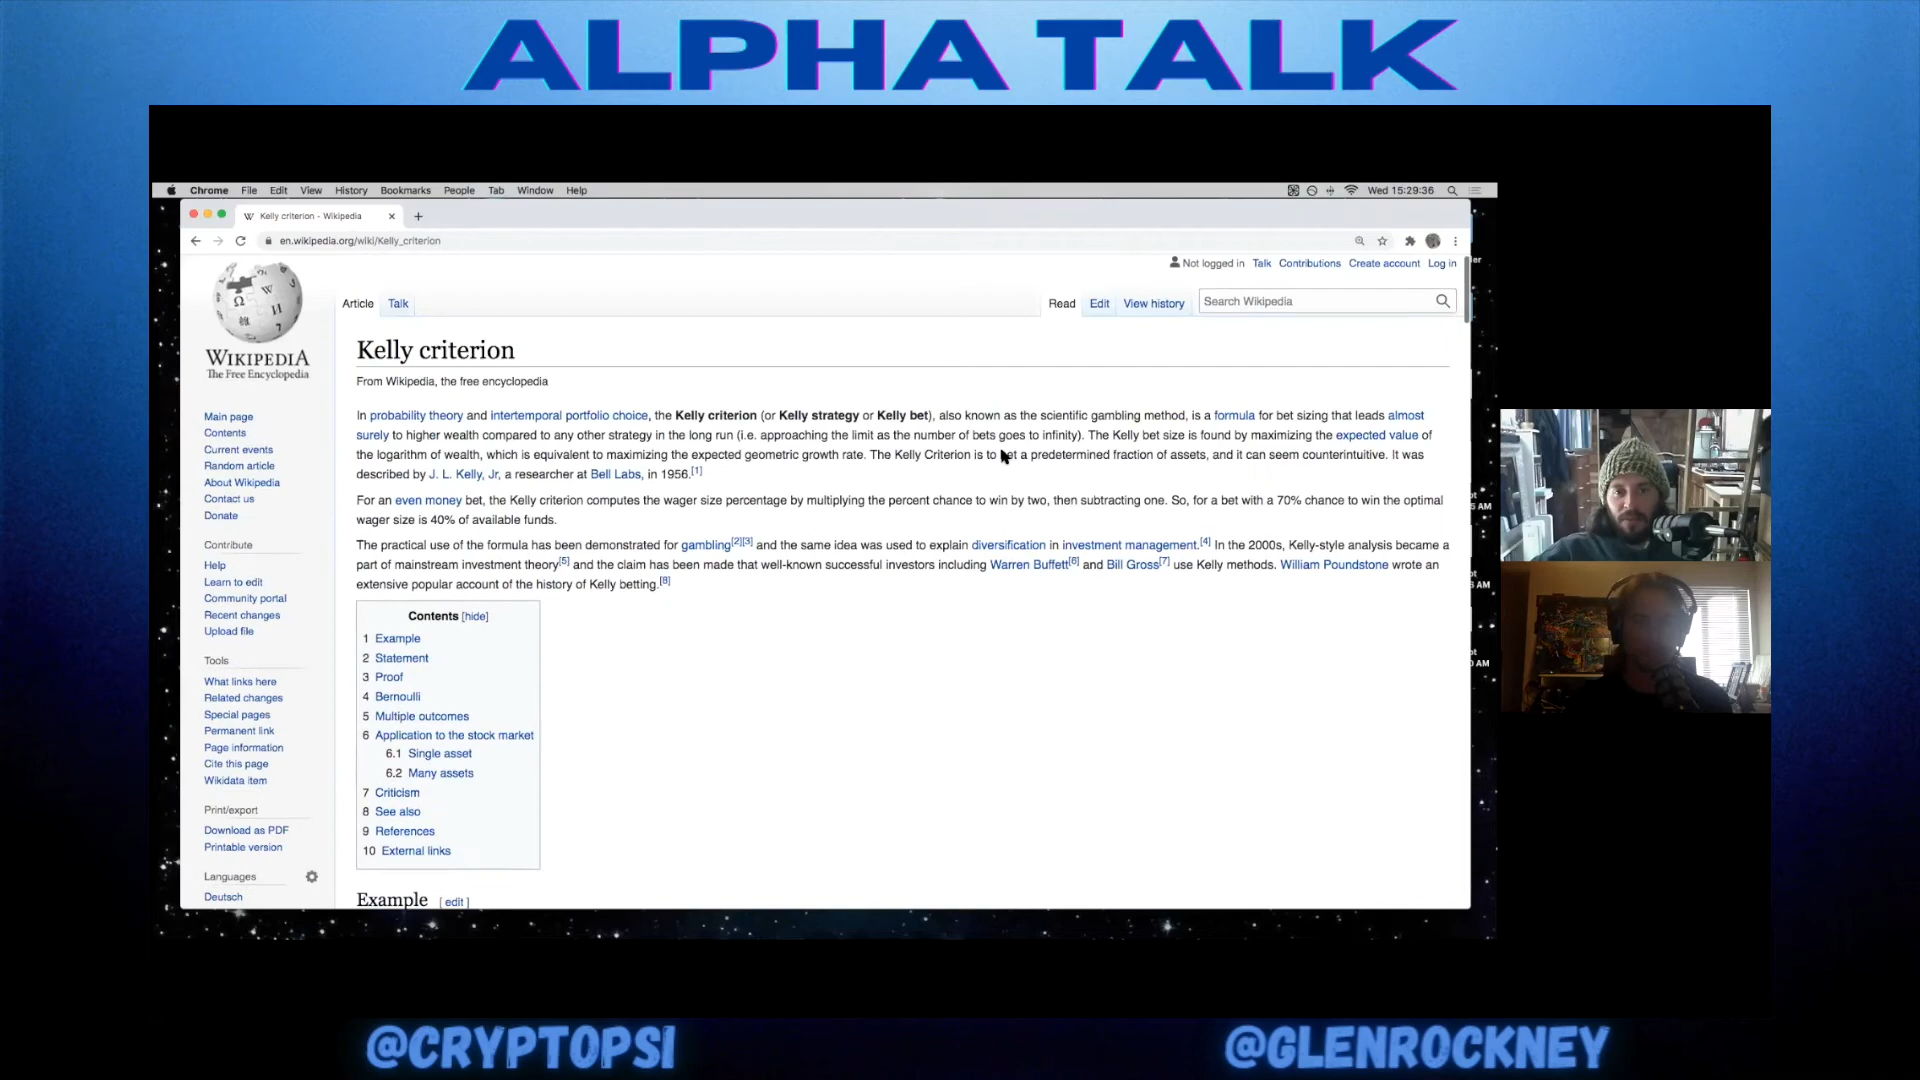 ALPHA TALK
Chrome File Edit View History Bookmarks People Tab Window Help
Wed 15:29:36
W Kelly criterion - Wikipedia
en.wikipedia.org/wiki/Kelly_criterion
Not logged in Talk Contributions Create account Log in
Article Talk
Read Edit View history Search Wikipedia
WIKIPEDIA
The Free Encyclopedia
Main page
Contents
Current events
Random article
About Wikipedia
Contact us
Donate
Contribute
Help
Learn to edit
Community portal
Recent changes
Upload file
Tools
What links here
Related changes
Special pages
Permanent link
Page information
Cite this page
Wikidata item
Print/export
Download as PDF
Printable version
Languages
Deutsch
Kelly criterion
From Wikipedia, the free encyclopedia
In probability theory and intertemporal portfolio choice, the Kelly criterion (or Kelly strategy or Kelly bet), also known as the scientific gambling method, is a formula for bet sizing that leads almost
surely to higher wealth compared to any other strategy in the long run (i.e. approaching the limit as the number of bets goes to infinity). The Kelly bet size is found by maximizing the expected value of
the logarithm of wealth, which is equivalent to maximizing the expected geometric growth rate. The Kelly Criterion is to bet a predetermined fraction of assets, and it can seem counterintuitive. It was
described by J. L. Kelly, Jr, a researcher at Bell Labs, in 1956.[1]
For an even money bet, the Kelly criterion computes the wager size percentage by multiplying the percent chance to win by two, then subtracting one. So, for a bet with a 70% chance to win the optimal
wager size is 40% of available funds.
The practical use of the formula has been demonstrated for gambling[2][3] and the same idea was used to explain diversification in investment management.[4] In the 2000s, Kelly-style analysis became a
part of mainstream investment theory[5] and the claim has been made that well-known successful investors including Warren Buffett[6] and Bill Gross[7] use Kelly methods. William Poundstone wrote an
extensive popular account of the history of Kelly betting.[8]
Contents [hide]
1 Example
2 Statement
3 Proof
4 Bernoulli
5 Multiple outcomes
6 Application to the stock market
6.1 Single asset
6.2 Many assets
7 Criticism
8 See also
9 References
10 External links
Example [ edit ]
@CRYPTOPSI
@GLENROCKNEY